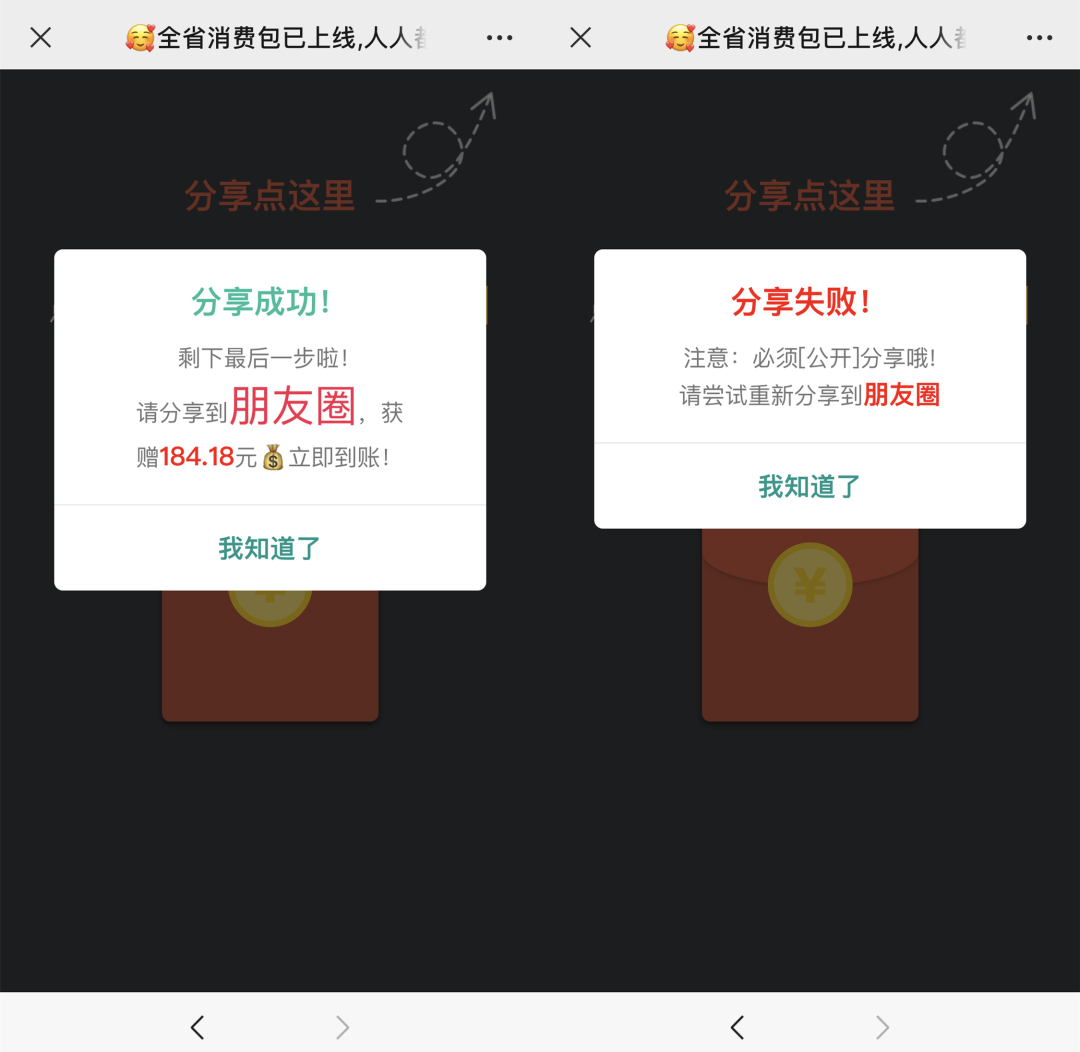 全省消费包已上线,人人
分享点这里
分享成功！
剩下最后一步啦！
请分享到朋友圈，获
赠184.18元💰立即到账！
我知道了
¥
全省消费包已上线,人人
分享点这里
分享失败！
注意：必须[公开]分享哦!
请尝试重新分享到朋友圈
我知道了
¥